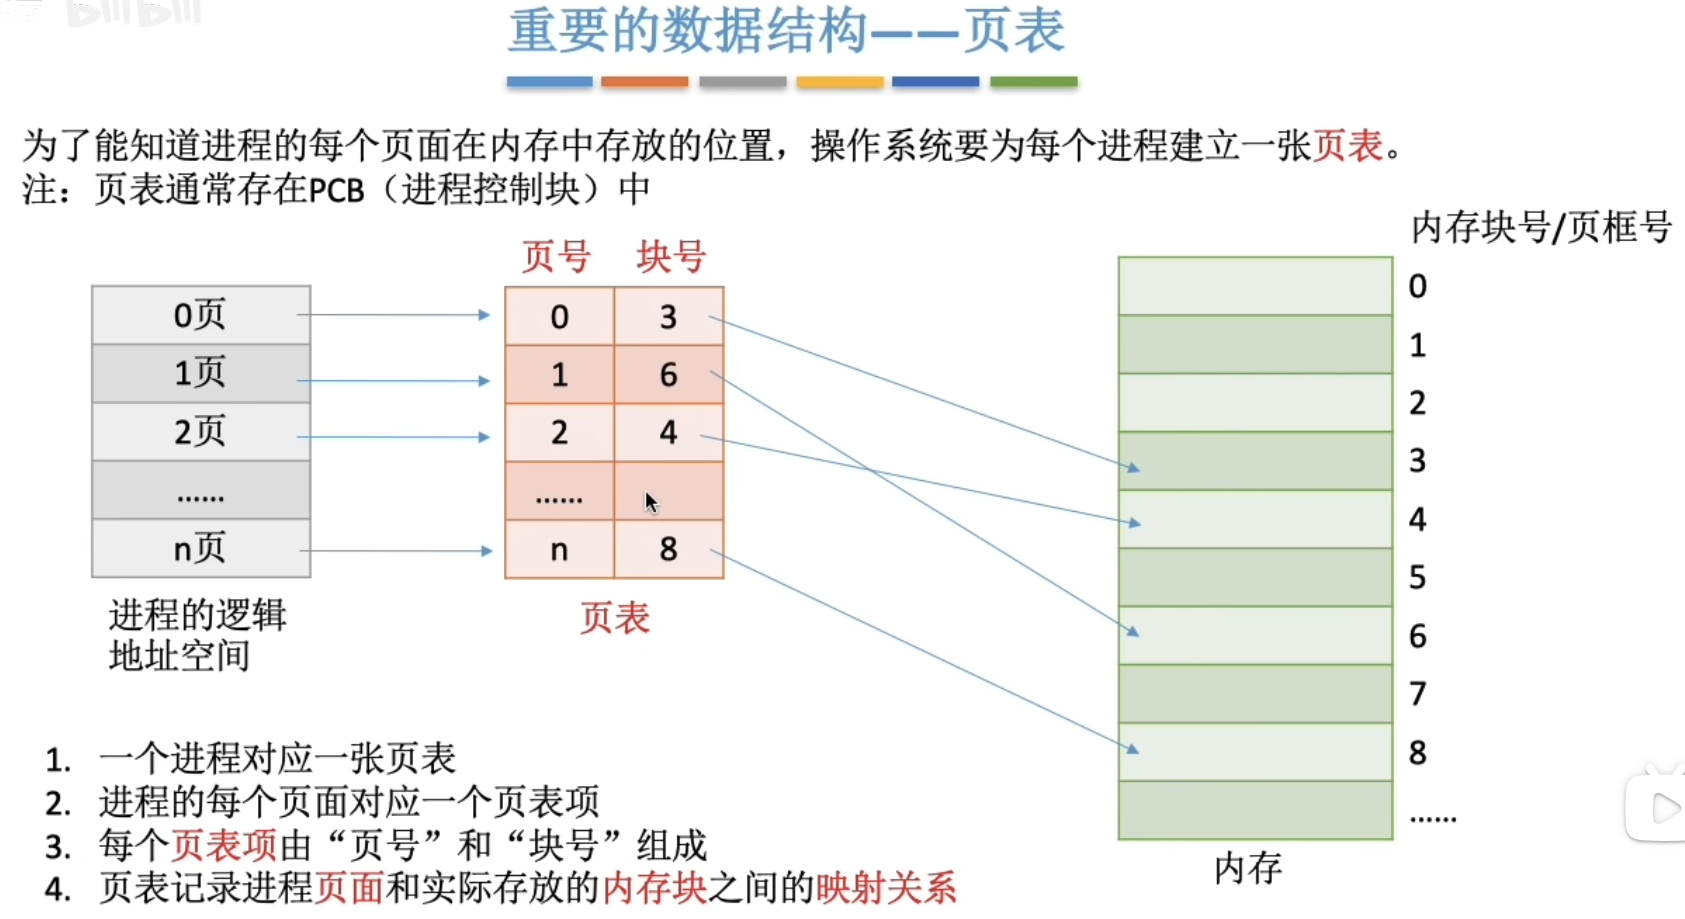 bilibili
重要的数据结构——页表
为了能知道进程的每个页面在内存中存放的位置，操作系统要为每个进程建立一张页表。
注：页表通常存在PCB（进程控制块）中
内存块号/页框号
页号 块号
0页
1页
2页
......
n页
进程的逻辑
地址空间
0 3
1 6
2 4
......
n 8
页表
0
1
2
3
4
5
6
7
8
......
内存
1. 一个进程对应一张页表
2. 进程的每个页面对应一个页表项
3. 每个页表项由“页号”和“块号”组成
4. 页表记录进程页面和实际存放的内存块之间的映射关系